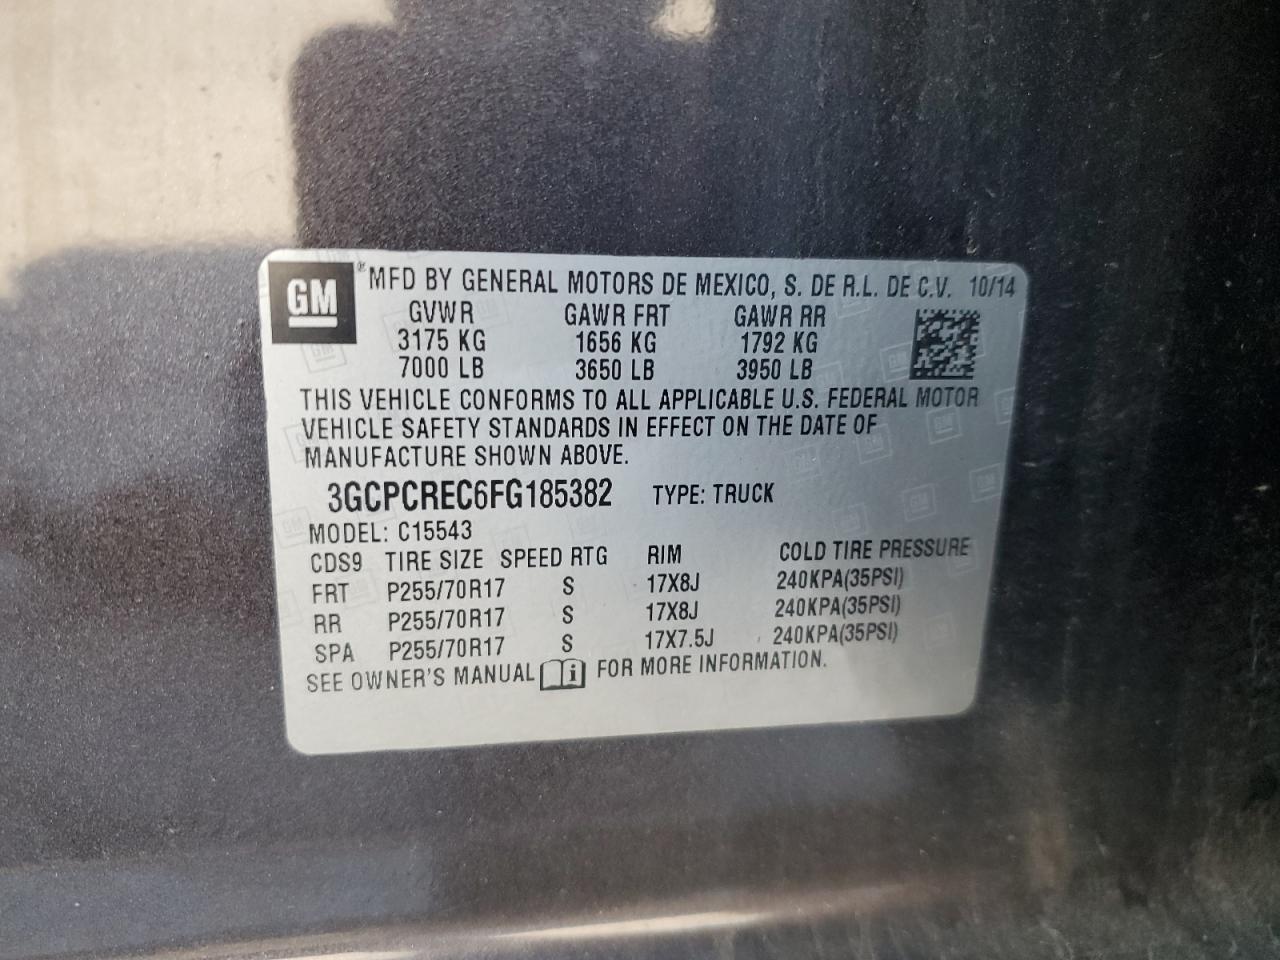 GM ® MFD BY GENERAL MOTORS DE MEXICO, S. DE R.L. DE C.V. 10/14
GVWR GAWR FRT GAWR RR
3175 KG 1656 KG 1792 KG
7000 LB 3650 LB 3950 LB
THIS VEHICLE CONFORMS TO ALL APPLICABLE U.S. FEDERAL MOTOR
VEHICLE SAFETY STANDARDS IN EFFECT ON THE DATE OF
MANUFACTURE SHOWN ABOVE.
3GCPCREC6FG185382 TYPE: TRUCK
MODEL: C15543
CDS9 TIRE SIZE SPEED RTG RIM COLD TIRE PRESSURE
FRT P255/70R17 S 17X8J 240KPA(35PSI)
RR P255/70R17 S 17X8J 240KPA(35PSI)
SPA P255/70R17 S 17X7.5J 240KPA(35PSI)
SEE OWNER'S MANUAL i FOR MORE INFORMATION.